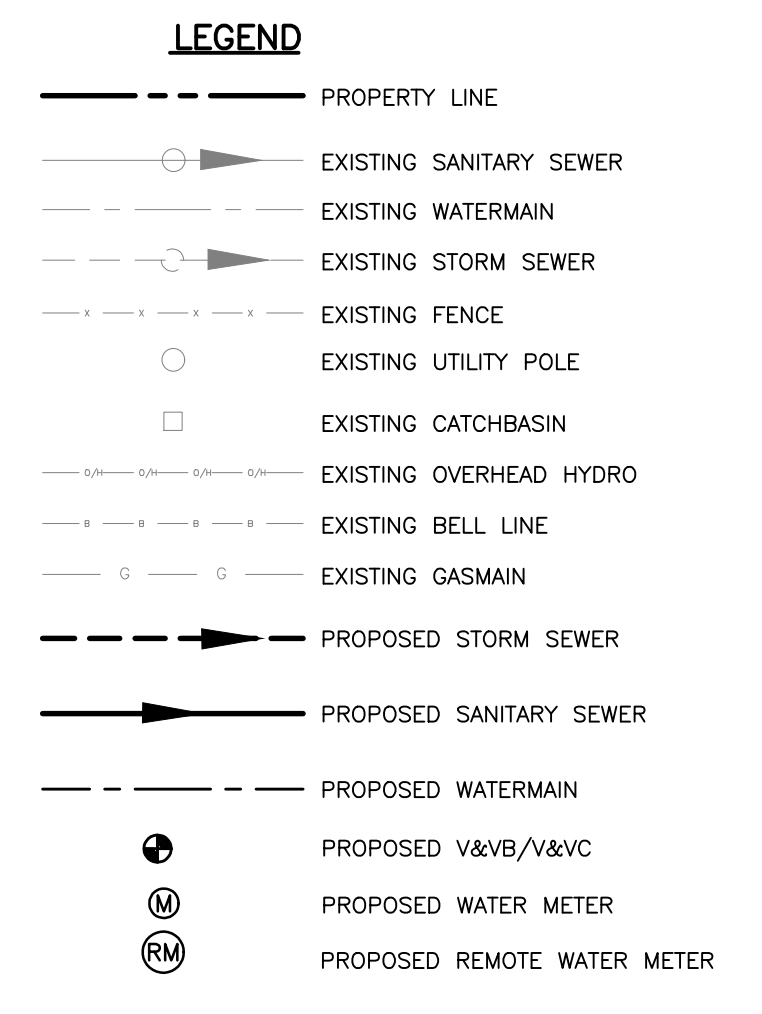 LEGEND
PROPERTY LINE
EXISTING SANITARY SEWER
EXISTING WATERMAIN
EXISTING STORM SEWER
X X X X EXISTING FENCE
EXISTING UTILITY POLE
EXISTING CATCHBASIN
O/H O/H O/H O/H EXISTING OVERHEAD HYDRO
B B B B EXISTING BELL LINE
G G EXISTING GASMAIN
PROPOSED STORM SEWER
PROPOSED SANITARY SEWER
PROPOSED WATERMAIN
PROPOSED V&VB/V&VC
M PROPOSED WATER METER
RM PROPOSED REMOTE WATER METER